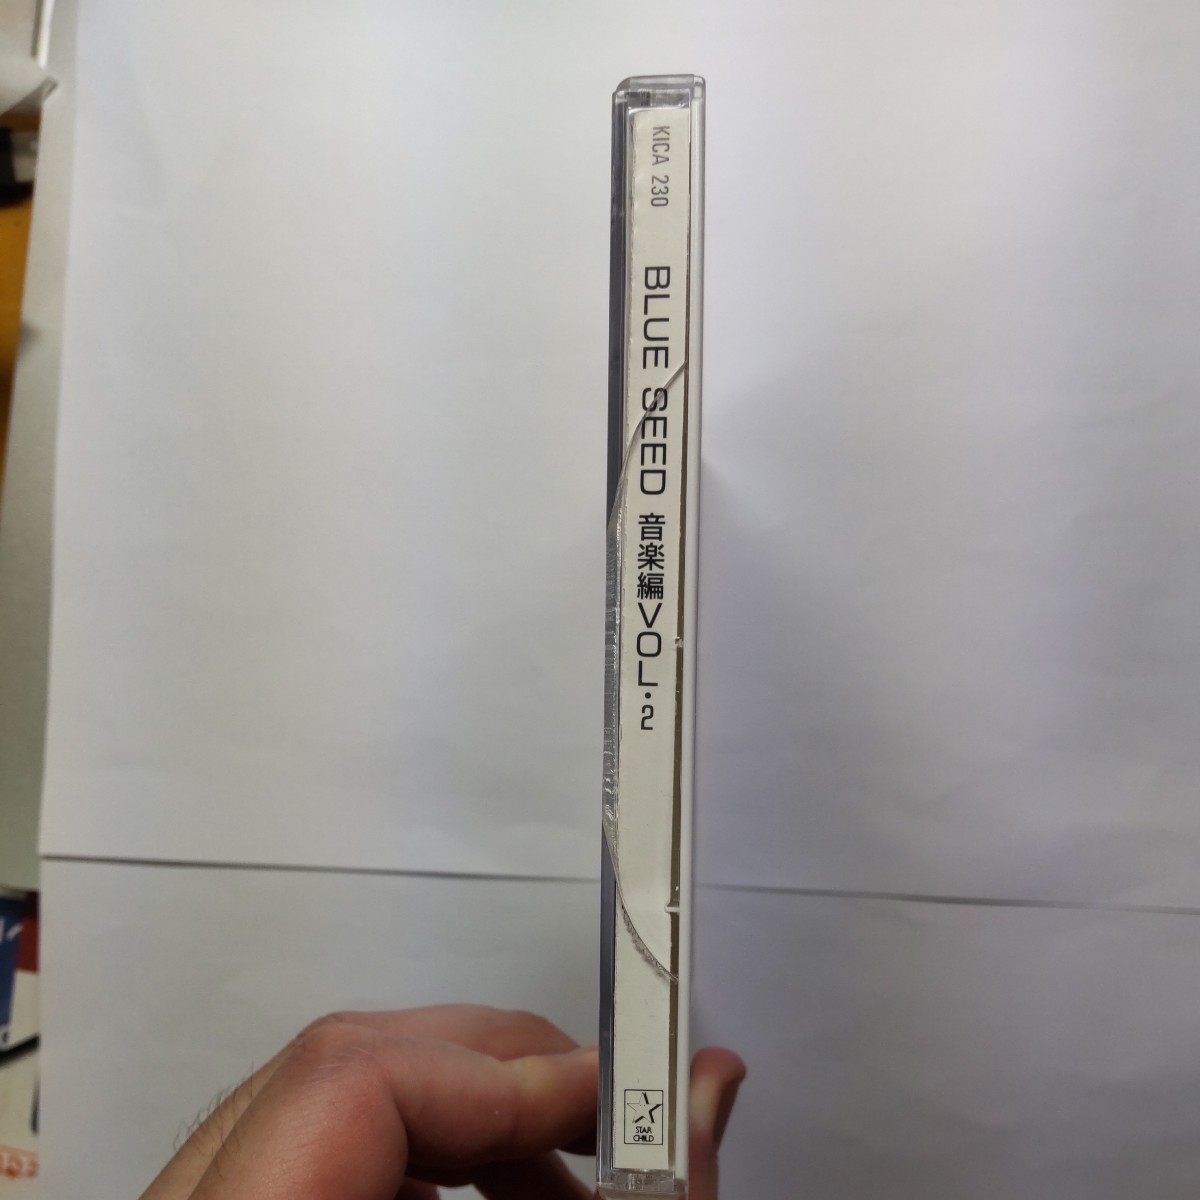 KICA 230
BLUE SEED 音楽編VOL.2
STAR
CHILD